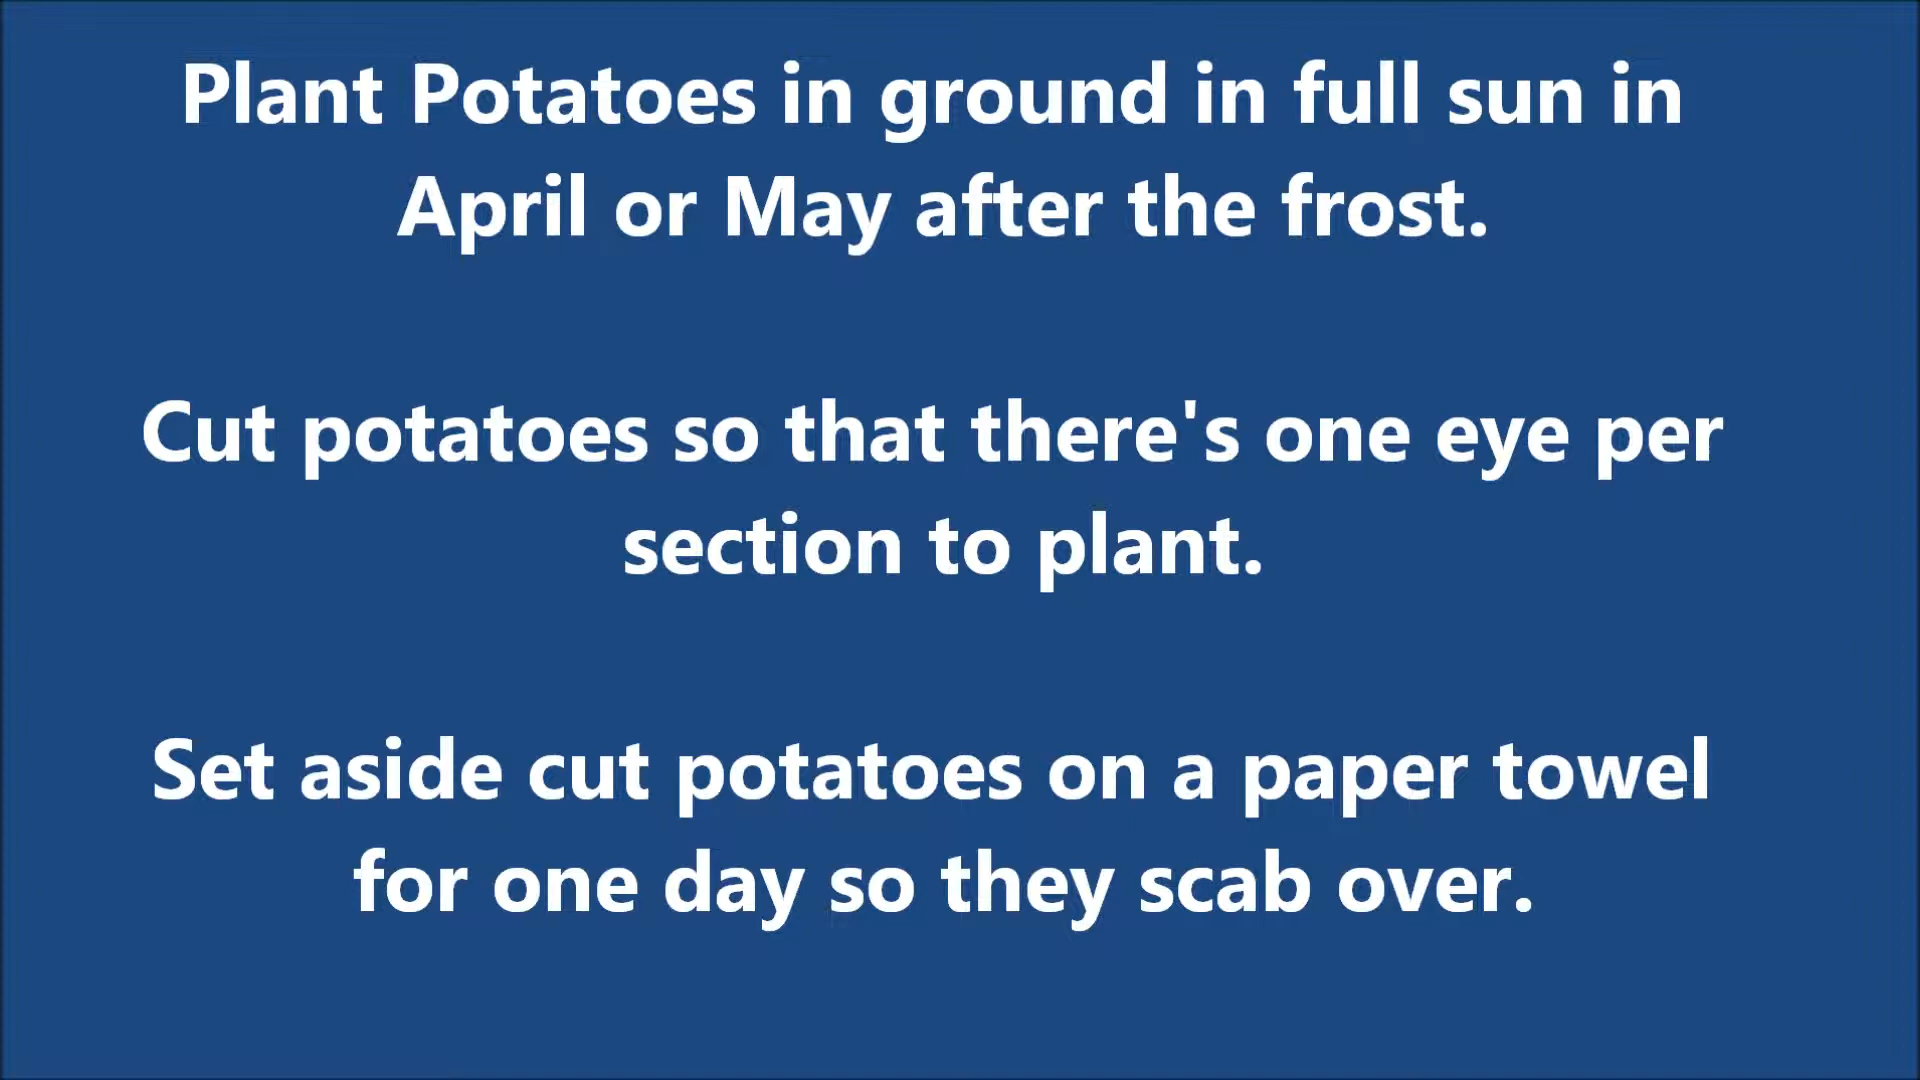 Plant Potatoes in ground in full sun in
April or May after the frost.
Cut potatoes so that there's one eye per
section to plant.
Set aside cut potatoes on a paper towel
for one day so they scab over.